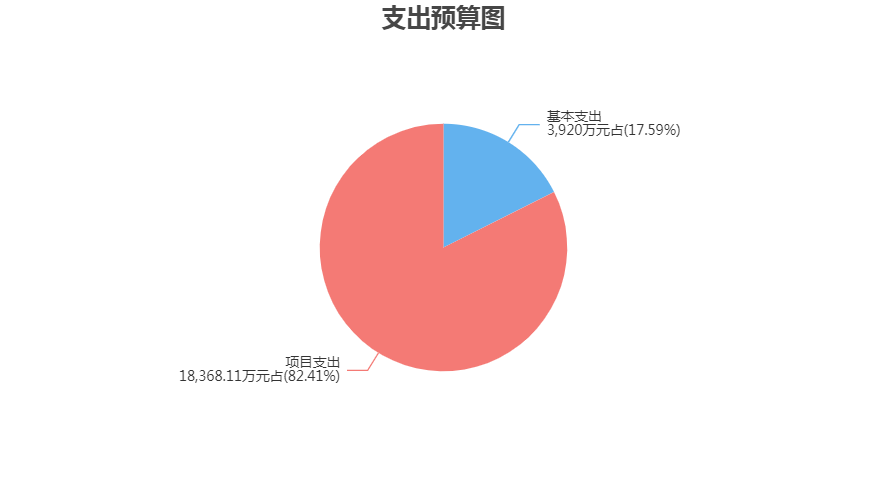 支出预算图
基本支出
3,920万元占(17.59%)
项目支出
18,368.11万元占(82.41%)